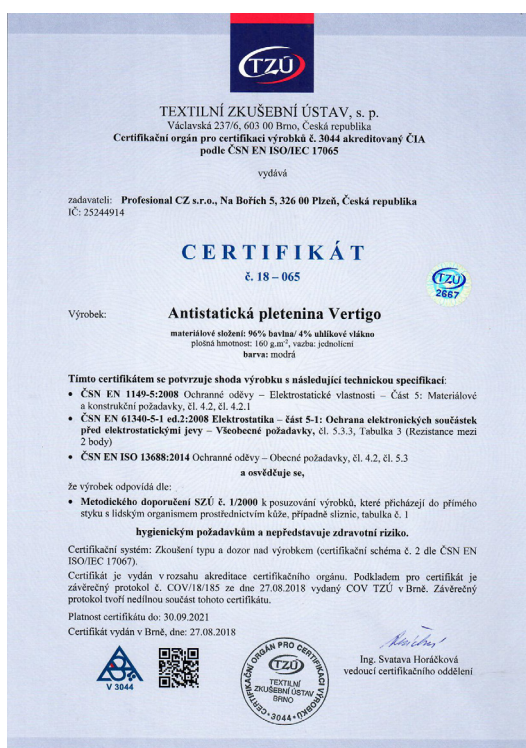 TZÚ
TEXTILNÍ ZKUŠEBNÍ ÚSTAV, s. p.
Václavská 237/6, 603 00 Brno, Česká republika
Certifikační orgán pro certifikaci výrobků č. 3044 akreditovaný ČIA
podle ČSN EN ISO/IEC 17065
vydává
zadavateli: Profesional CZ s.r.o., Na Bořích 5, 326 00 Plzeň, Česká republika
IČ: 25244914
CERTIFIKÁT
č. 18 – 065
TZÚ
2667
Výrobek: Antistatická pletenina Vertigo
materiálové složení: 96% bavlna/ 4% uhlíkové vlákno
plošná hmotnost: 160 g.m-2, vazba: jednolícní
barva: modrá
Tímto certifikátem se potvrzuje shoda výrobku s následující technickou specifikací:
• ČSN EN 1149-5:2008 Ochranné oděvy – Elektrostatické vlastnosti – Část 5: Materiálové
a konstrukční požadavky, čl. 4.2, čl. 4.2.1
• ČSN EN 61340-5-1 ed.2:2008 Elektrostatika – část 5-1: Ochrana elektronických součástek
před elektrostatickými jevy – Všeobecné požadavky, čl. 5.3.3, Tabulka 3 (Rezistance mezi
2 body)
• ČSN EN ISO 13688:2014 Ochranné oděvy – Obecné požadavky, čl. 4.2, čl. 5.3
a osvědčuje se,
že výrobek odpovídá dle:
• Metodického doporučení SZÚ č. 1/2000 k posuzování výrobků, které přicházejí do přímého
styku s lidským organismem prostřednictvím kůže, případně sliznic, tabulka č. 1
hygienickým požadavkům a nepředstavuje zdravotní riziko.
Certifikační systém: Zkoušení typu a dozor nad výrobkem (certifikační schéma č. 2 dle ČSN EN
ISO/IEC 17067).
Certifikát je vydán v rozsahu akreditace certifikačního orgánu. Podkladem pro certifikát je
závěrečný protokol č. COV/18/185 ze dne 27.08.2018 vydaný COV TZÚ v Brně. Závěrečný
protokol tvoří nedílnou součást tohoto certifikátu.
Platnost certifikátu do: 30.09.2021
Certifikát vydán v Brně, dne: 27.08.2018
V 3044
CERTIFIKAČNÍ ORGÁN PRO CERTIFIKACI VÝROBKŮ
TZÚ
TEXTILNÍ
ZKUŠEBNÍ ÚSTAV
BRNO
3044
Ing. Svatava Horáčková
vedoucí certifikačního oddělení